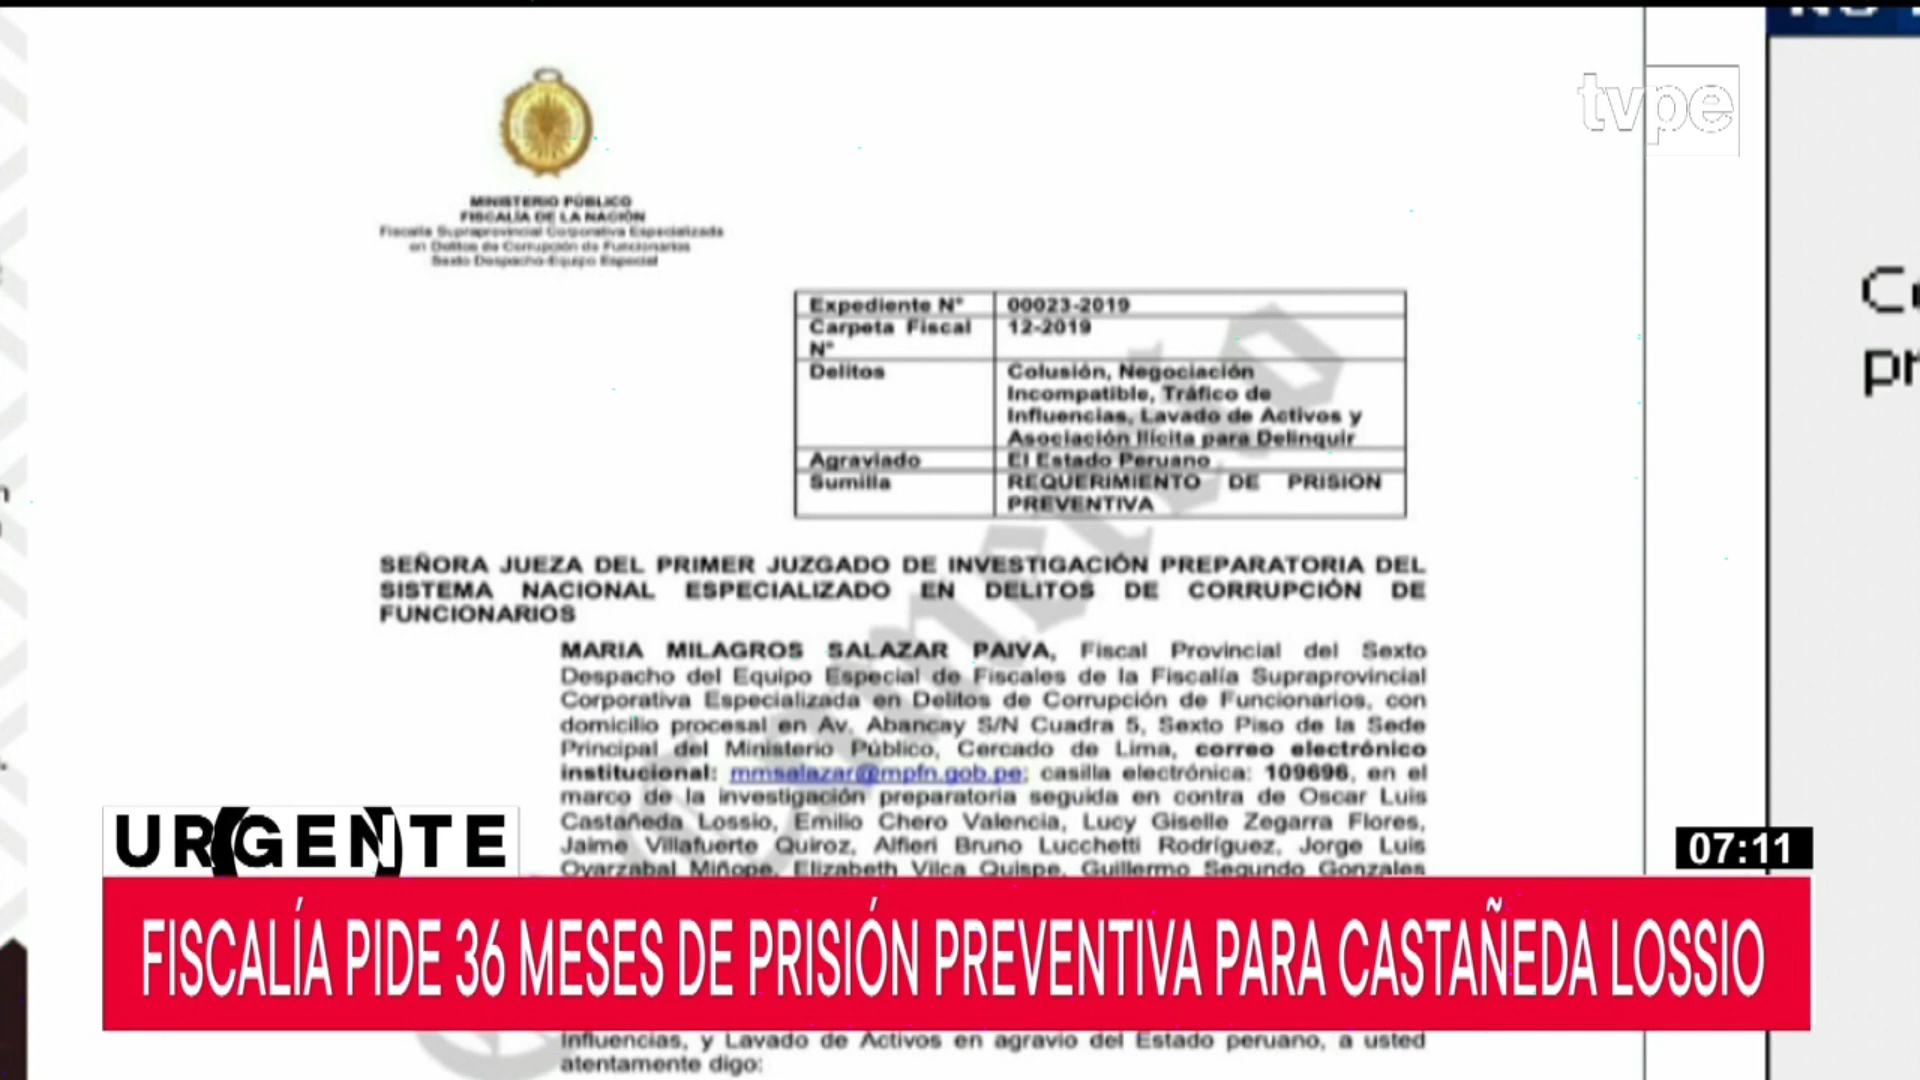 tvpe
MINISTERIO PÚBLICO
FISCALÍA DE LA NACIÓN
Fiscalía Supraprovincial Corporativa Especializada
en Delitos de Corrupción de Funcionarios
Sexto Despacho-Equipo Especial
Expediente N° 00023-2019
Carpeta Fiscal 12-2019
N°
Delitos Colusión, Negociación
Incompatible, Tráfico de
Influencias, Lavado de Activos y
Asociación Ilícita para Delinquir
Agraviado El Estado Peruano
Sumilla REQUERIMIENTO DE PRISION
PREVENTIVA
SEÑORA JUEZA DEL PRIMER JUZGADO DE INVESTIGACIÓN PREPARATORIA DEL
SISTEMA NACIONAL ESPECIALIZADO EN DELITOS DE CORRUPCIÓN DE
FUNCIONARIOS
MARIA MILAGROS SALAZAR PAIVA, Fiscal Provincial del Sexto
Despacho del Equipo Especial de Fiscales de la Fiscalía Supraprovincial
Corporativa Especializada en Delitos de Corrupción de Funcionarios, con
domicilio procesal en Av. Abancay S/N Cuadra 5, Sexto Piso de la Sede
Principal del Ministerio Público, Cercado de Lima, correo electrónico
institucional: mmsalazar@mpfn.gob.pe; casilla electrónica: 109696, en el
marco de la investigación preparatoria seguida en contra de Oscar Luis
Castañeda Lossio, Emilio Chero Valencia, Lucy Giselle Zegarra Flores,
Jaime Villafuerte Quiroz, Alfieri Bruno Lucchetti Rodríguez, Jorge Luis
Oyarzabal Miñope, Elizabeth Vilca Quispe, Guillermo Segundo Gonzales
URGENTE
07:11
FISCALÍA PIDE 36 MESES DE PRISIÓN PREVENTIVA PARA CASTAÑEDA LOSSIO
Influencias, y Lavado de Activos en agravio del Estado peruano, a usted
atentamente digo: